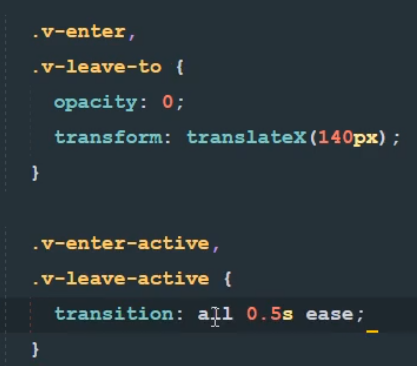 .v-enter,
.v-leave-to {
opacity: 0;
transform: translateX(140px);
}
.v-enter-active,
.v-leave-active {
transition: all 0.5s ease;
}